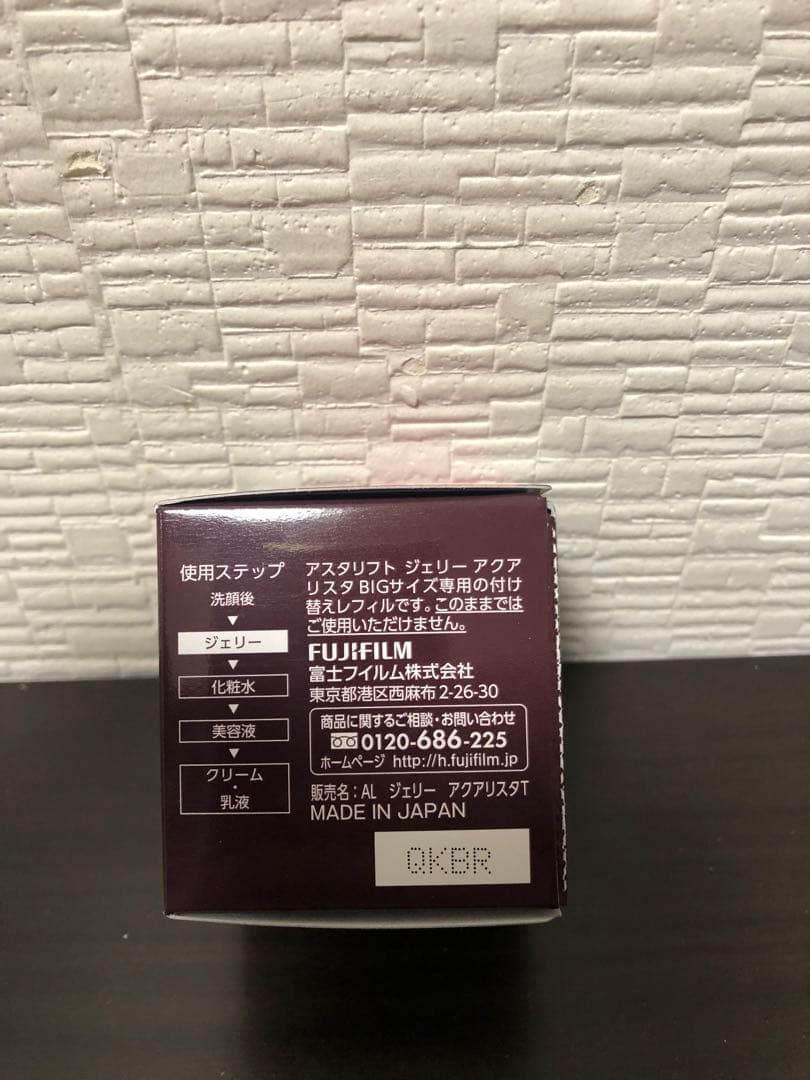 使用ステップ
洗顔後
▼
ジェリー
▼
化粧水
▼
美容液
▼
クリーム
・
乳液
アスタリフト ジェリー アクア
リスタ BIGサイズ専用の付け
替えレフィルです。このままでは
ご使用いただけません。
FUJIFILM
富士フイルム株式会社
東京都港区西麻布2-26-30
商品に関するご相談・お問い合わせ
0120-686-225
ホームページ http://h.fujifilm.jp
販売名:AL ジェリー アクアリスタT
MADE IN JAPAN
QKBR